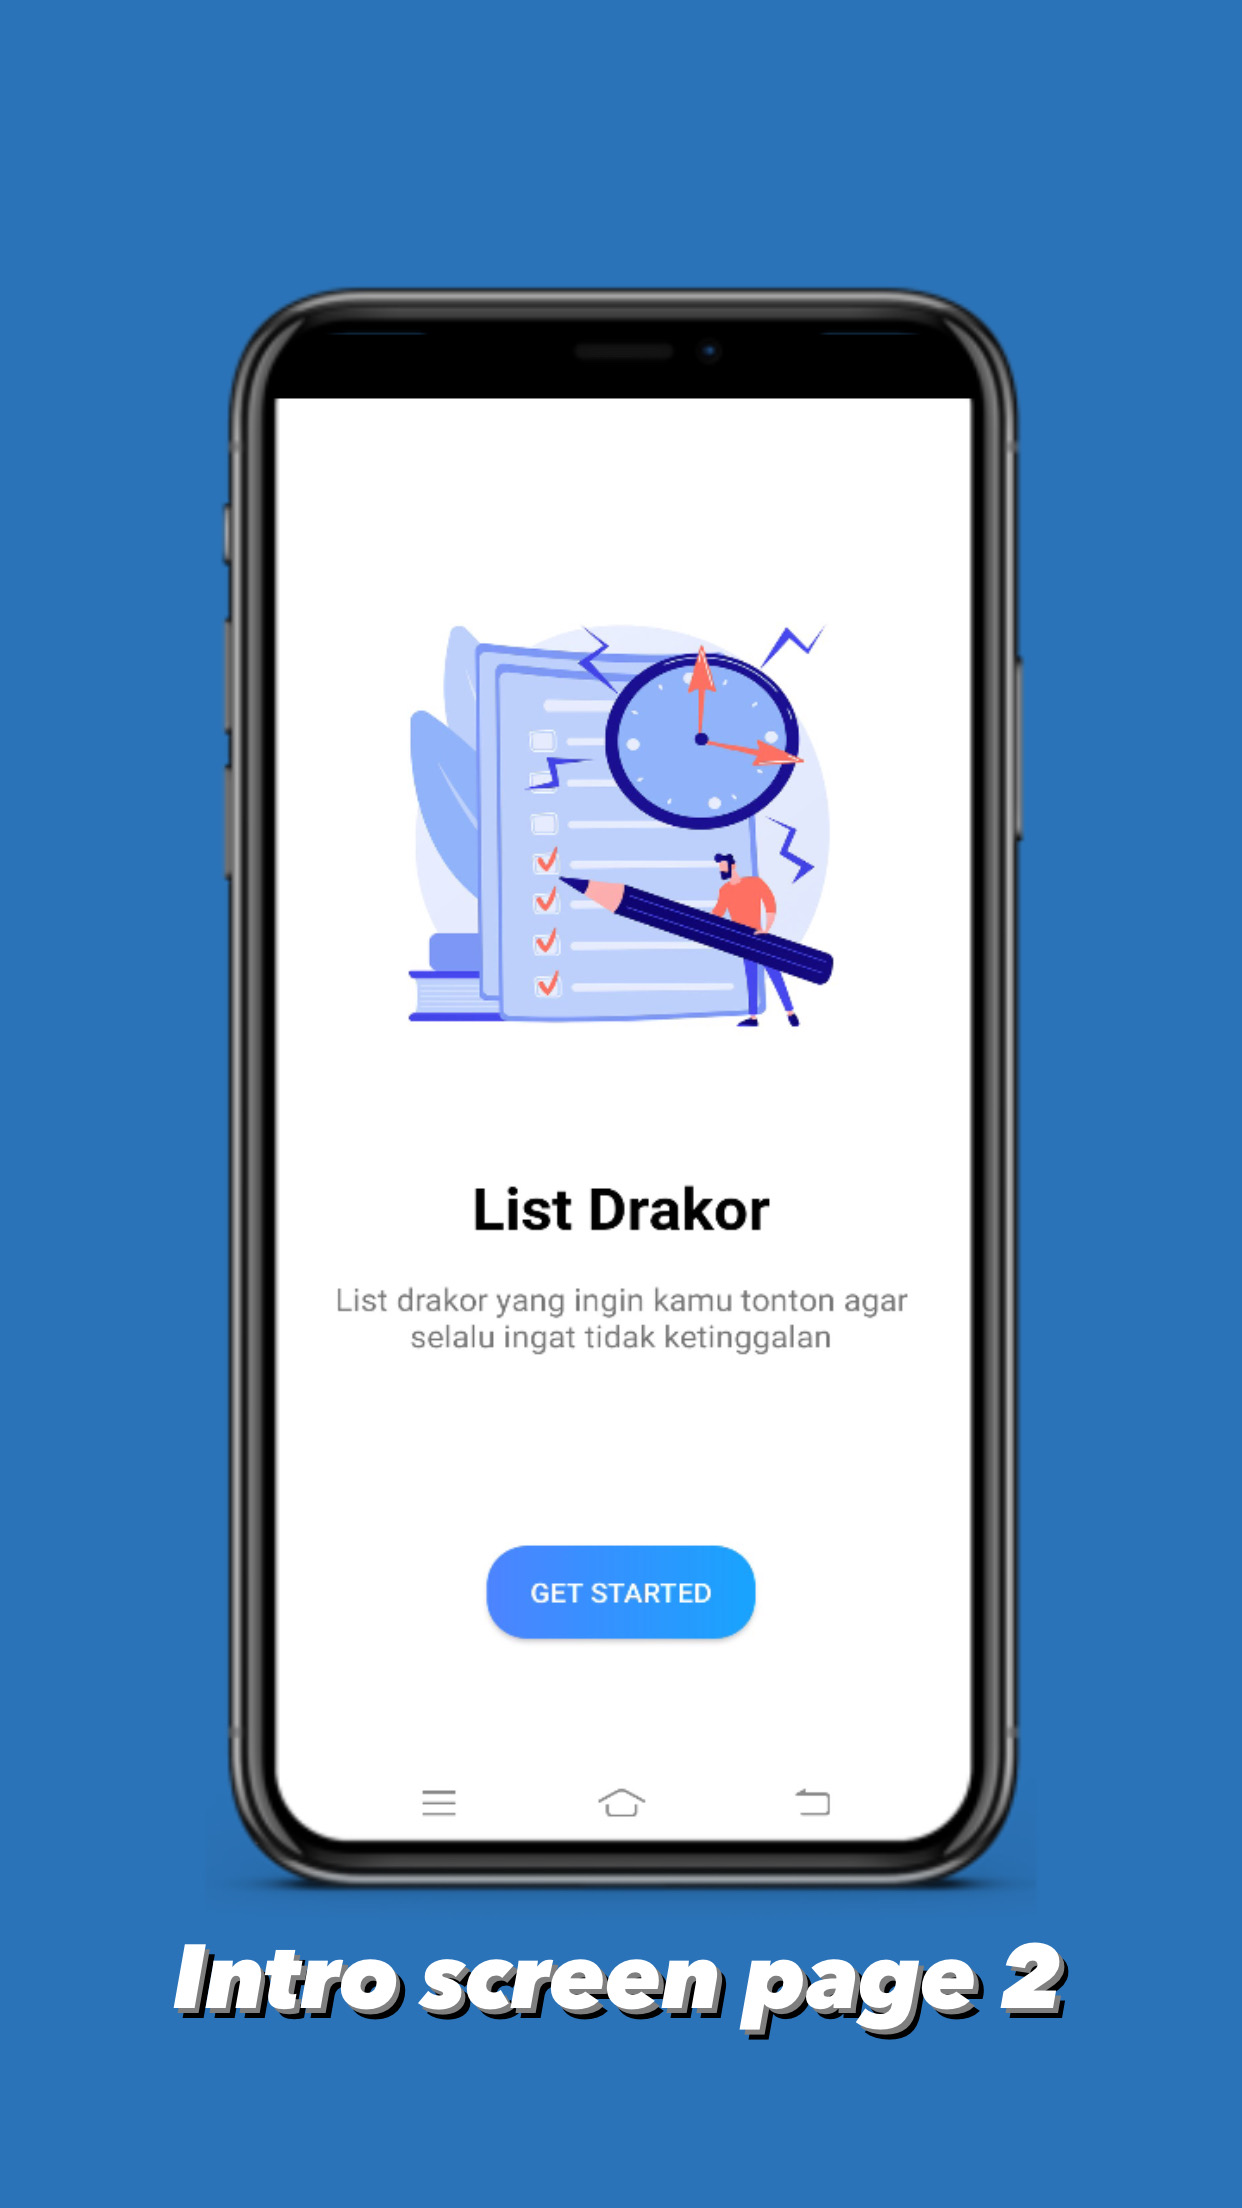 List Drakor
List drakor yang ingin kamu tonton agar
selalu ingat tidak ketinggalan
GET STARTED
Intro screen page 2